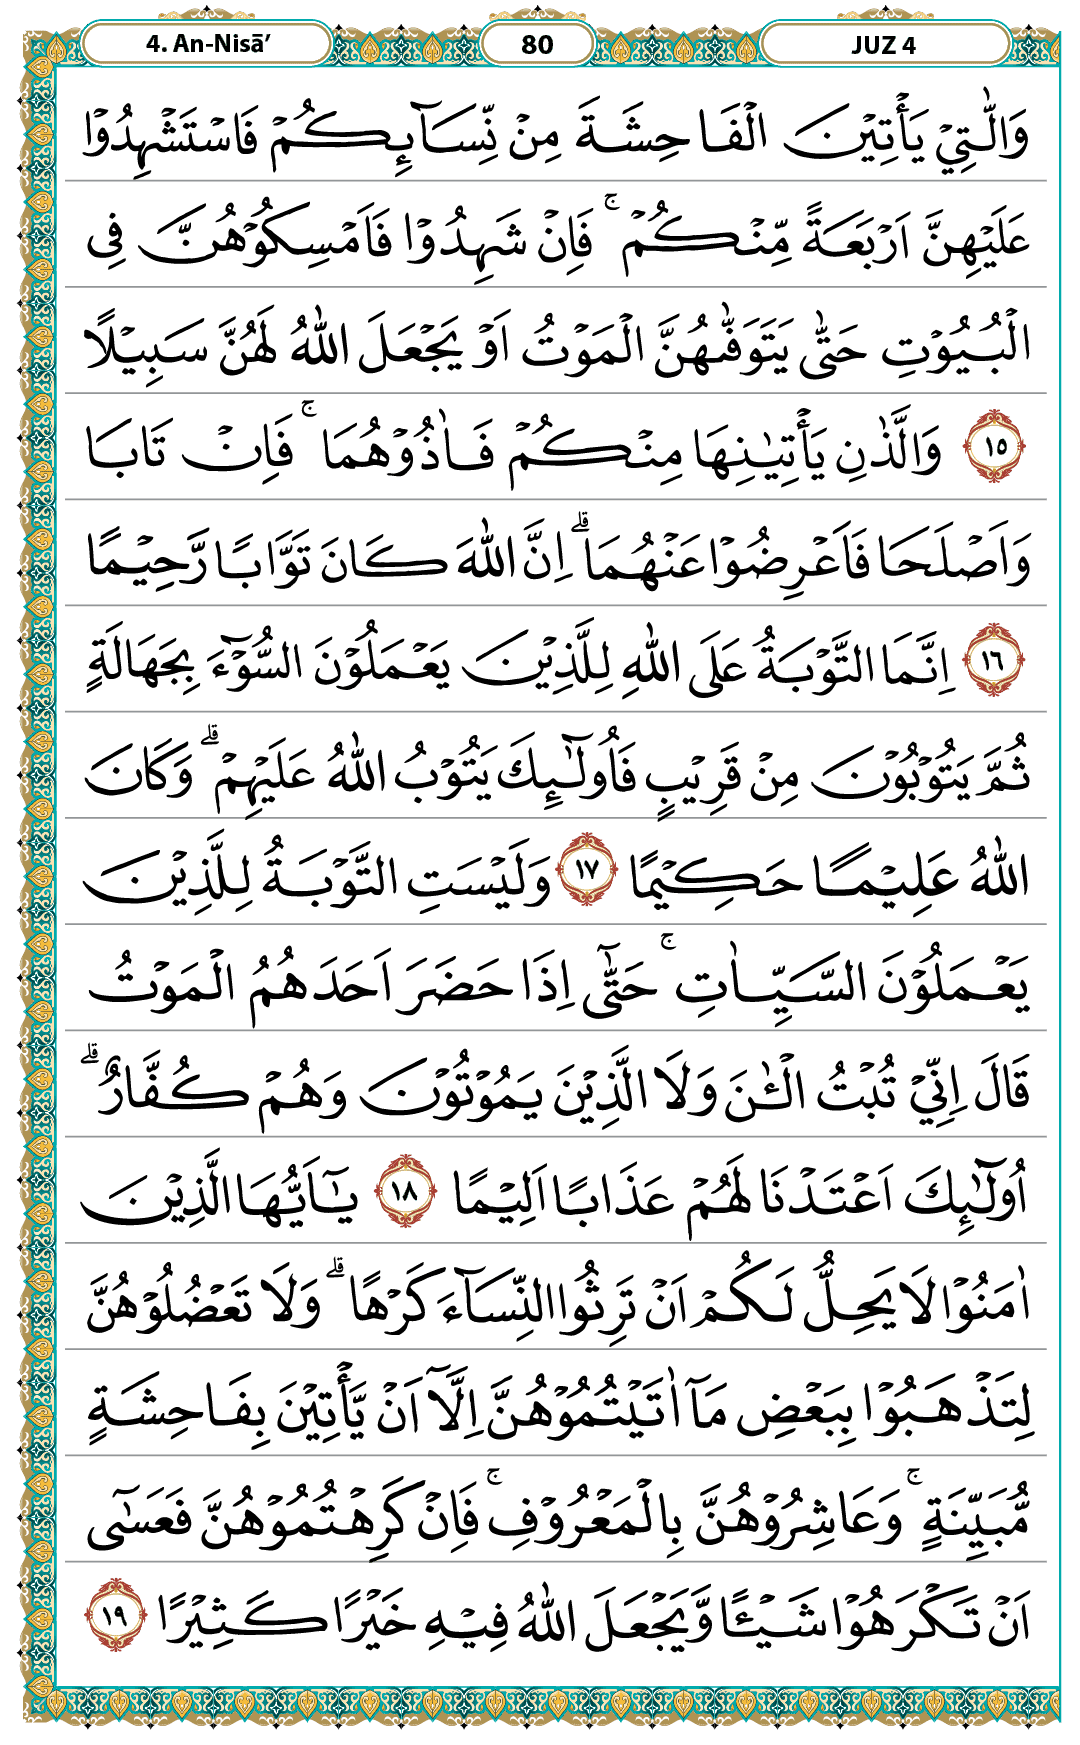 4. An-Nisā’
80
JUZ 4
وَالّٰتِيْ يَأْتِيْنَ الْفَاحِشَةَ مِنْ نِّسَاۤىِٕكُمْ فَاسْتَشْهِدُوْا
عَلَيْهِنَّ اَرْبَعَةً مِّنْكُمْ ۚ فَاِنْ شَهِدُوْا فَاَمْسِكُوْهُنَّ فِى
الْبُيُوْتِ حَتّٰى يَتَوَفّٰىهُنَّ الْمَوْتُ اَوْ يَجْعَلَ اللّٰهُ لَهُنَّ سَبِيْلًا
١٥ وَالَّذٰنِ يَأْتِيٰنِهَا مِنْكُمْ فَاٰذُوْهُمَا ۚ فَاِنْ تَابَا
وَاَصْلَحَا فَاَعْرِضُوْا عَنْهُمَا ۗ اِنَّ اللّٰهَ كَانَ تَوَّابًا رَّحِيْمًا
١٦ اِنَّمَا التَّوْبَةُ عَلَى اللّٰهِ لِلَّذِيْنَ يَعْمَلُوْنَ السُّوْۤءَ بِجَهَالَةٍ
ثُمَّ يَتُوْبُوْنَ مِنْ قَرِيْبٍ فَاُولٰۤىِٕكَ يَتُوْبُ اللّٰهُ عَلَيْهِمْ ۗ وَكَانَ
اللّٰهُ عَلِيْمًا حَكِيْمًا ١٧ وَلَيْسَتِ التَّوْبَةُ لِلَّذِيْنَ
يَعْمَلُوْنَ السَّيِّاٰتِ ۚ حَتّٰىٓ اِذَا حَضَرَ اَحَدَهُمُ الْمَوْتُ
قَالَ اِنِّيْ تُبْتُ الْـٰٔنَ وَلَا الَّذِيْنَ يَمُوْتُوْنَ وَهُمْ كُفَّارٌ ۗ
اُولٰۤىِٕكَ اَعْتَدْنَا لَهُمْ عَذَابًا اَلِيْمًا ١٨ يٰٓاَيُّهَا الَّذِيْنَ
اٰمَنُوْا لَا يَحِلُّ لَكُمْ اَنْ تَرِثُوا النِّسَاۤءَ كَرْهًا ۗ وَلَا تَعْضُلُوْهُنَّ
لِتَذْهَبُوْا بِبَعْضِ مَآ اٰتَيْتُمُوْهُنَّ اِلَّآ اَنْ يَّأْتِيْنَ بِفَاحِشَةٍ
مُّبَيِّنَةٍ ۚ وَعَاشِرُوْهُنَّ بِالْمَعْرُوْفِ ۚ فَاِنْ كَرِهْتُمُوْهُنَّ فَعَسٰٓى
اَنْ تَكْرَهُوْا شَيْـًٔا وَّيَجْعَلَ اللّٰهُ فِيْهِ خَيْرًا كَثِيْرًا ١٩